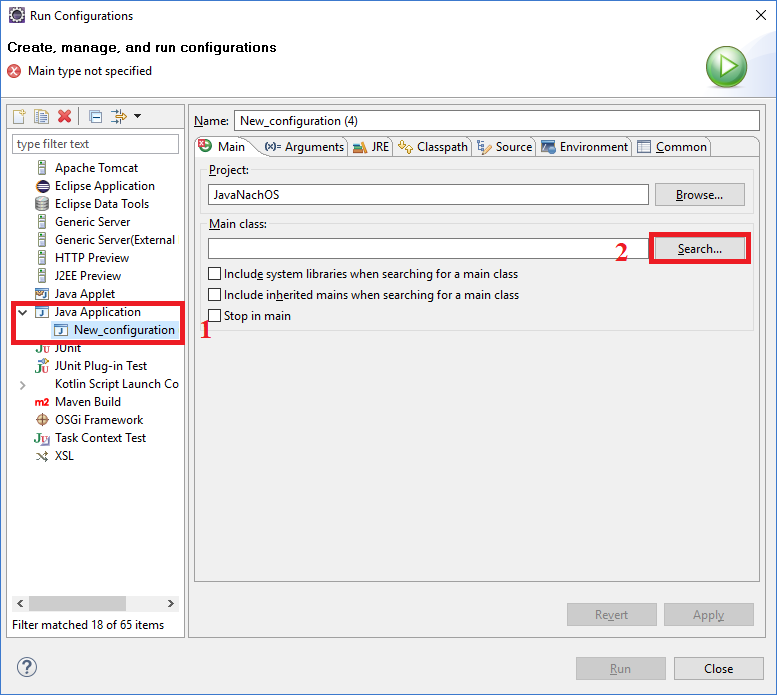 Run Configurations
Create, manage, and run configurations
Main type not specified
type filter text
Apache Tomcat
Eclipse Application
Eclipse Data Tools
Generic Server
Generic Server(External
HTTP Preview
J2EE Preview
Java Applet
Java Application
New_configuration
1
JUnit
JUnit Plug-in Test
Kotlin Script Launch Co
m2 Maven Build
OSGi Framework
Task Context Test
XSL
Filter matched 18 of 65 items
Name: New_configuration (4)
Main (x)= Arguments JRE Classpath Source Environment Common
Project:
JavaNachOS Browse...
Main class:
2 Search...
Include system libraries when searching for a main class
Include inherited mains when searching for a main class
Stop in main
Revert Apply
? Run Close